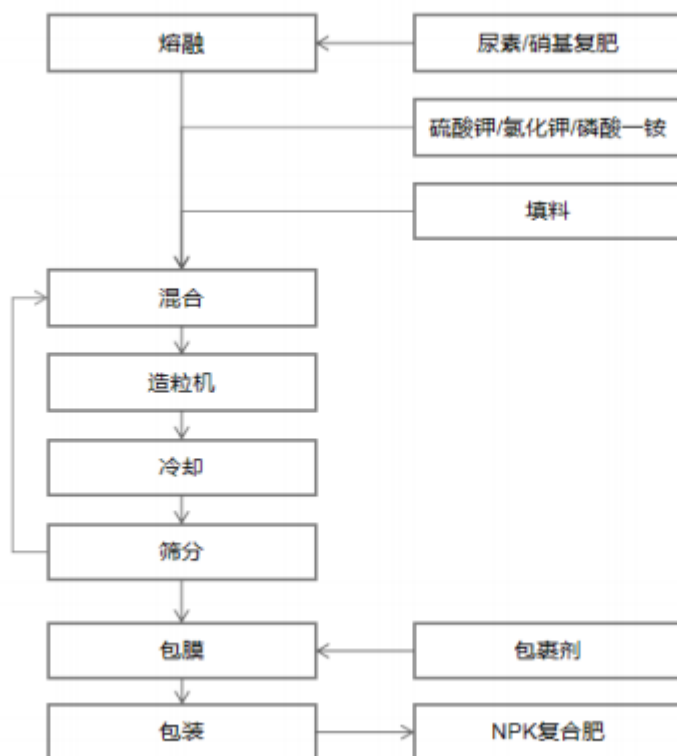 熔融
尿素/硝基复肥
硫酸钾/氯化钾/磷酸一铵
填料
混合
造粒机
冷却
筛分
包膜
包裹剂
包装
NPK复合肥